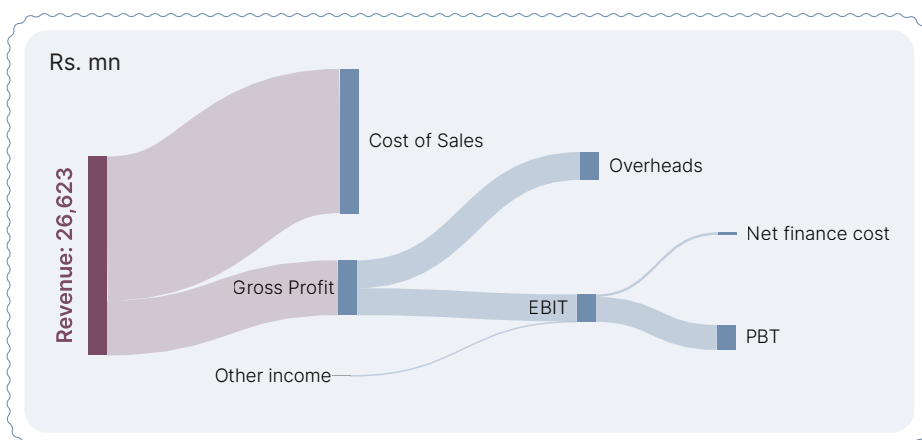 Rs. mn
Cost of Sales
Overheads
Revenue: 26,623
Net finance cost
Gross Profit
EBIT
PBT
Other income